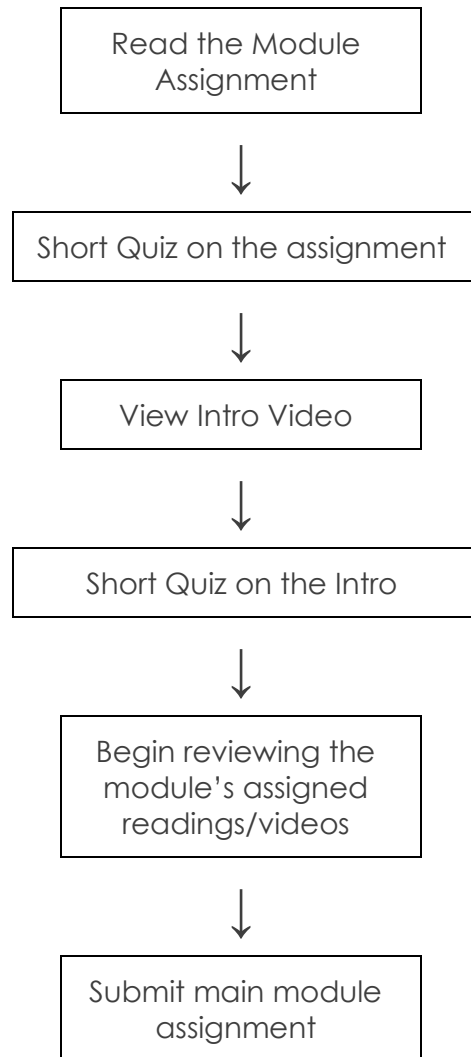 Read the Module
Assignment
Short Quiz on the assignment
View Intro Video
Short Quiz on the Intro
Begin reviewing the
module’s assigned
readings/videos
Submit main module
assignment